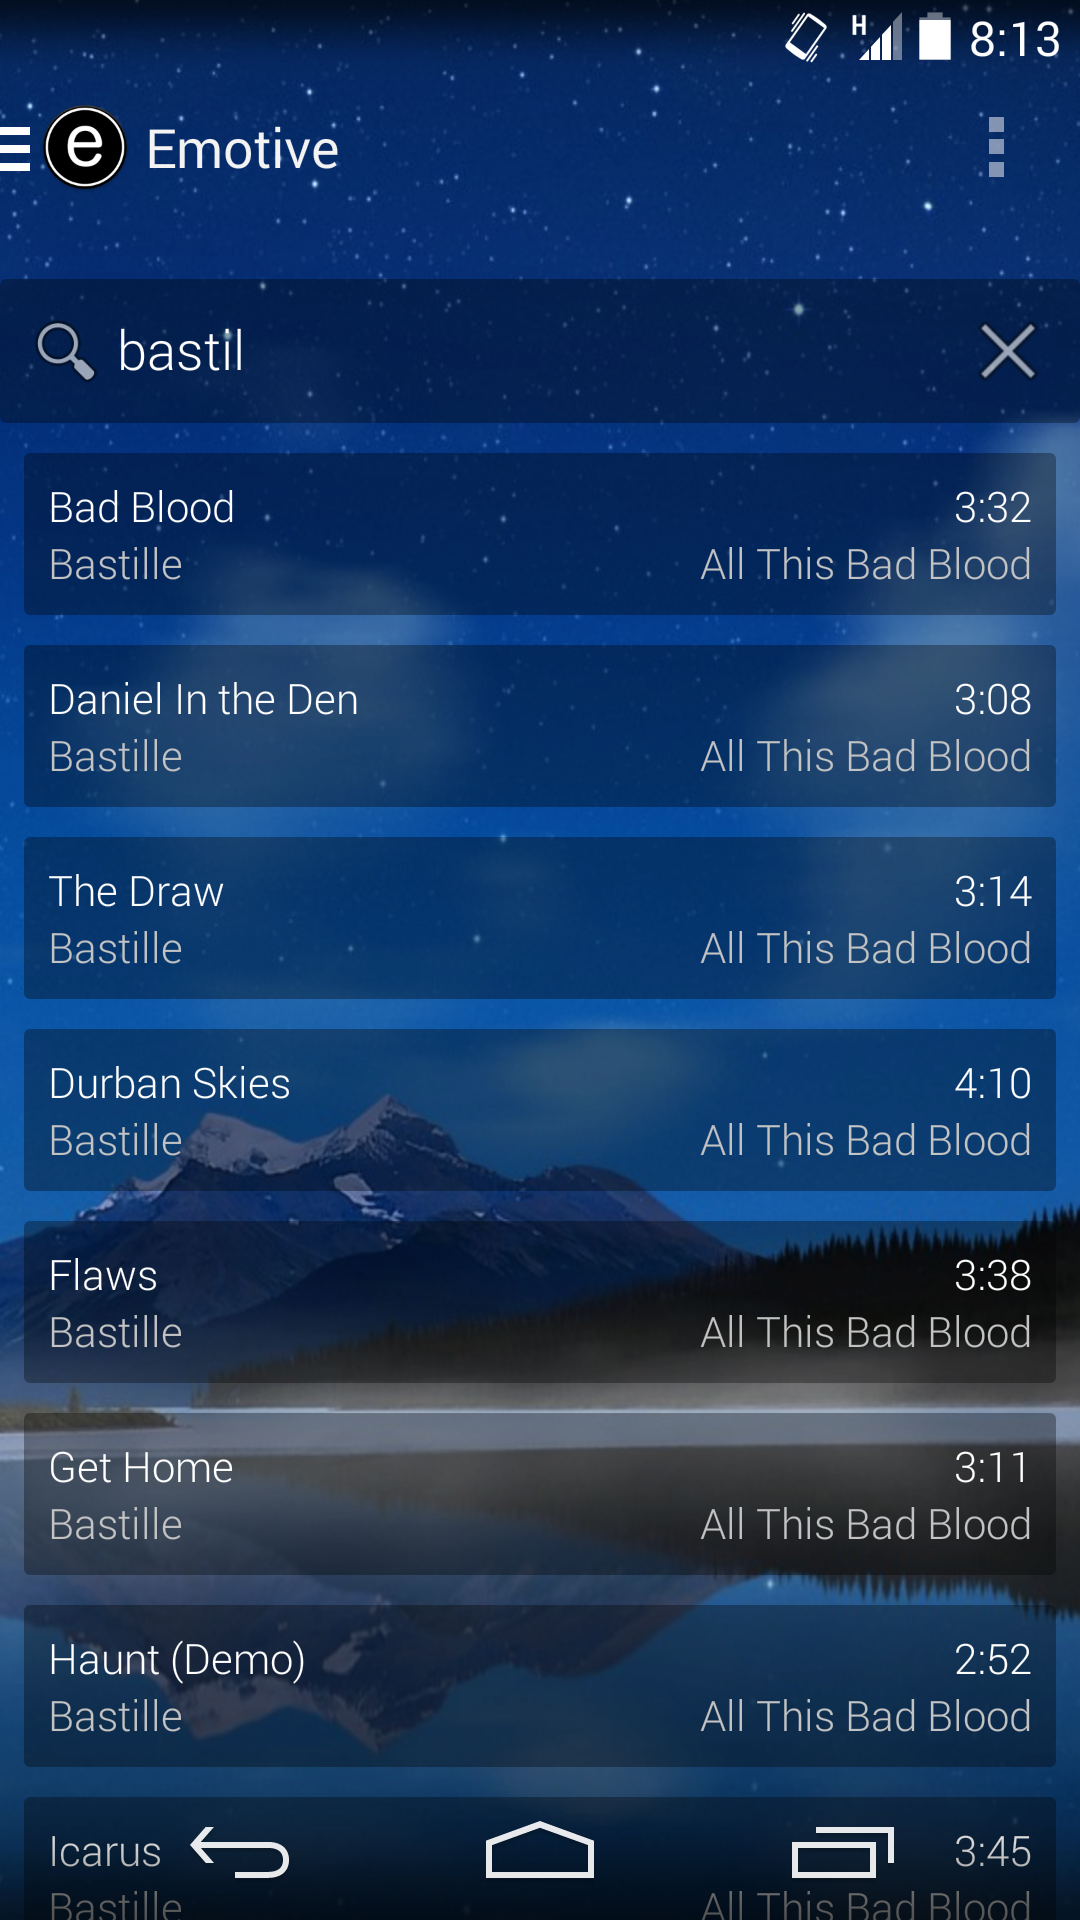 H 8:13
e Emotive
bastil
Bad Blood 3:32
Bastille All This Bad Blood
Daniel In the Den 3:08
Bastille All This Bad Blood
The Draw 3:14
Bastille All This Bad Blood
Durban Skies 4:10
Bastille All This Bad Blood
Flaws 3:38
Bastille All This Bad Blood
Get Home 3:11
Bastille All This Bad Blood
Haunt (Demo) 2:52
Bastille All This Bad Blood
Icarus 3:45
Bastille All This Bad Blood